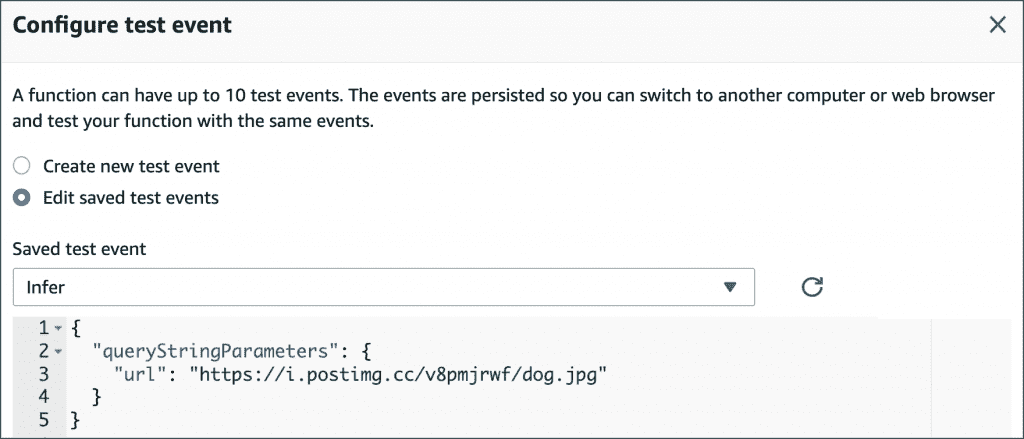 Configure test event
A function can have up to 10 test events. The events are persisted so you can switch to another computer or web browser
and test your function with the same events.
Create new test event
Edit saved test events
Saved test event
Infer
1 {
2 "queryStringParameters": {
3 "url": "https://i.postimg.cc/v8pmjrwf/dog.jpg"
4 }
5 }